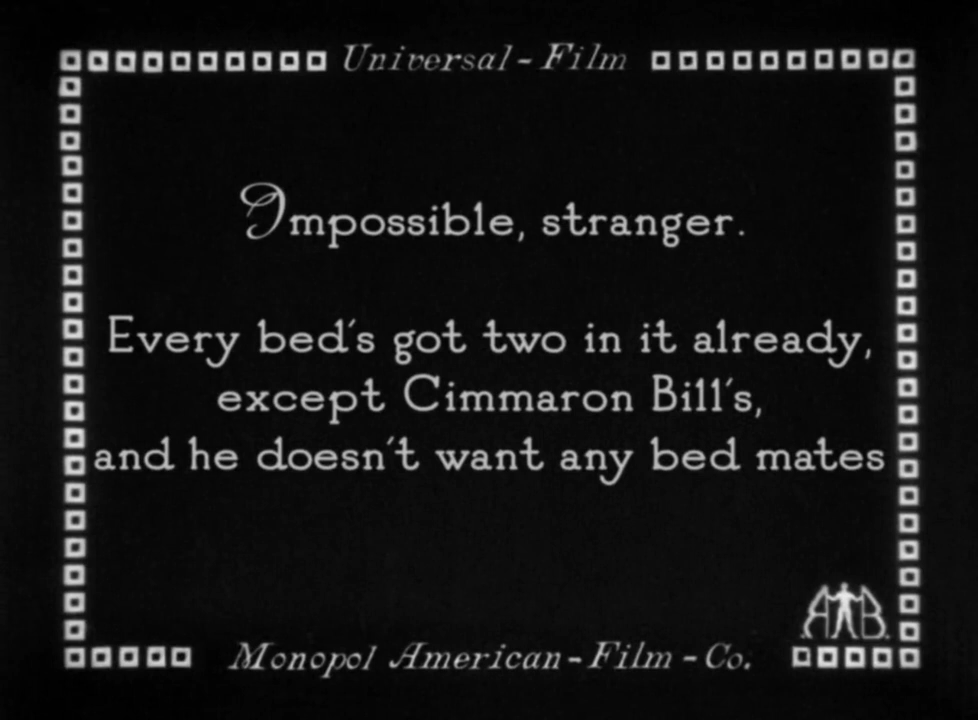 Universal-Film
Impossible, stranger.
Every bed's got two in it already,
except Cimmaron Bill's,
and he doesn't want any bed mates
A B.
Monopol American-Film-Co.